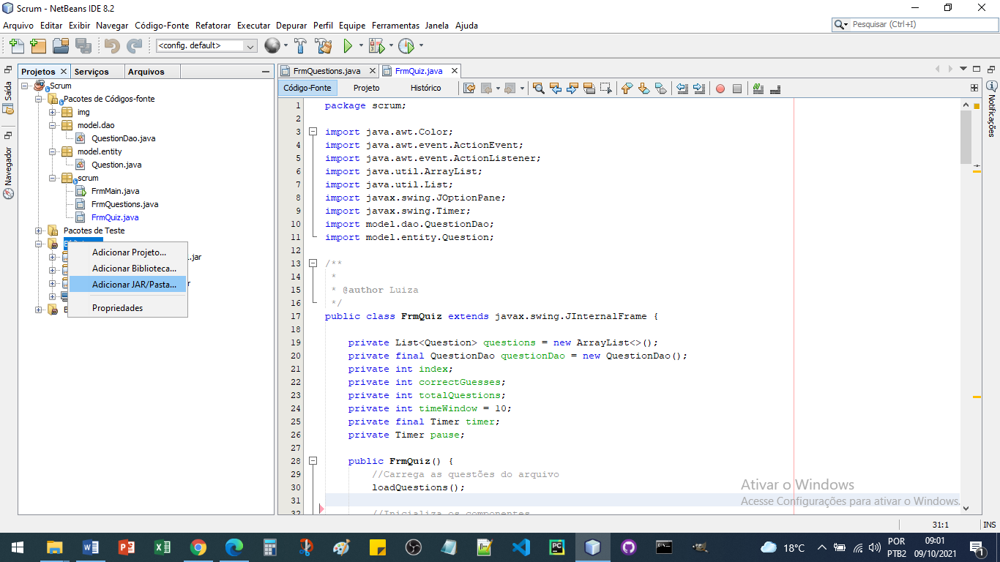 Scrum - NetBeans IDE 8.2
Arquivo Editar Exibir Navegar Código-Fonte Refatorar Executar Depurar Perfil Equipe Ferramentas Janela Ajuda
Pesquisar (Ctrl+I)
<config. default>
Projetos Serviços Arquivos
FrmQuestions.java FrmQuiz.java
Código-Fonte Projeto Histórico
Saída
Navegador
Notificações
Scrum
Pacotes de Códigos-fonte
img
model.dao
QuestionDao.java
model.entity
Question.java
scrum
FrmMain.java
FrmQuestions.java
FrmQuiz.java
Pacotes de Teste
.jar
Adicionar Projeto...
Adicionar Biblioteca...
Adicionar JAR/Pasta...
Propriedades
1 package scrum;
2
3 import java.awt.Color;
4 import java.awt.event.ActionEvent;
5 import java.awt.event.ActionListener;
6 import java.util.ArrayList;
7 import java.util.List;
8 import javax.swing.JOptionPane;
9 import javax.swing.Timer;
10 import model.dao.QuestionDao;
11 import model.entity.Question;
12
13 /**
14 *
15 * @author Luiza
16 */
17 public class FrmQuiz extends javax.swing.JInternalFrame {
18
19 private List<Question> questions = new ArrayList<>();
20 private final QuestionDao questionDao = new QuestionDao();
21 private int index;
22 private int correctGuesses;
23 private int totalQuestions;
24 private int timeWindow = 10;
25 private final Timer timer;
26 private Timer pause;
27
28 public FrmQuiz() {
29 //Carrega as questões do arquivo
30 loadQuestions();
31
32 //Inicializa os componentes
Ativar o Windows
Acesse Configurações para ativar o Windows.
31:1 INS
18°C
POR
PTB2
09:01
09/10/2021
1